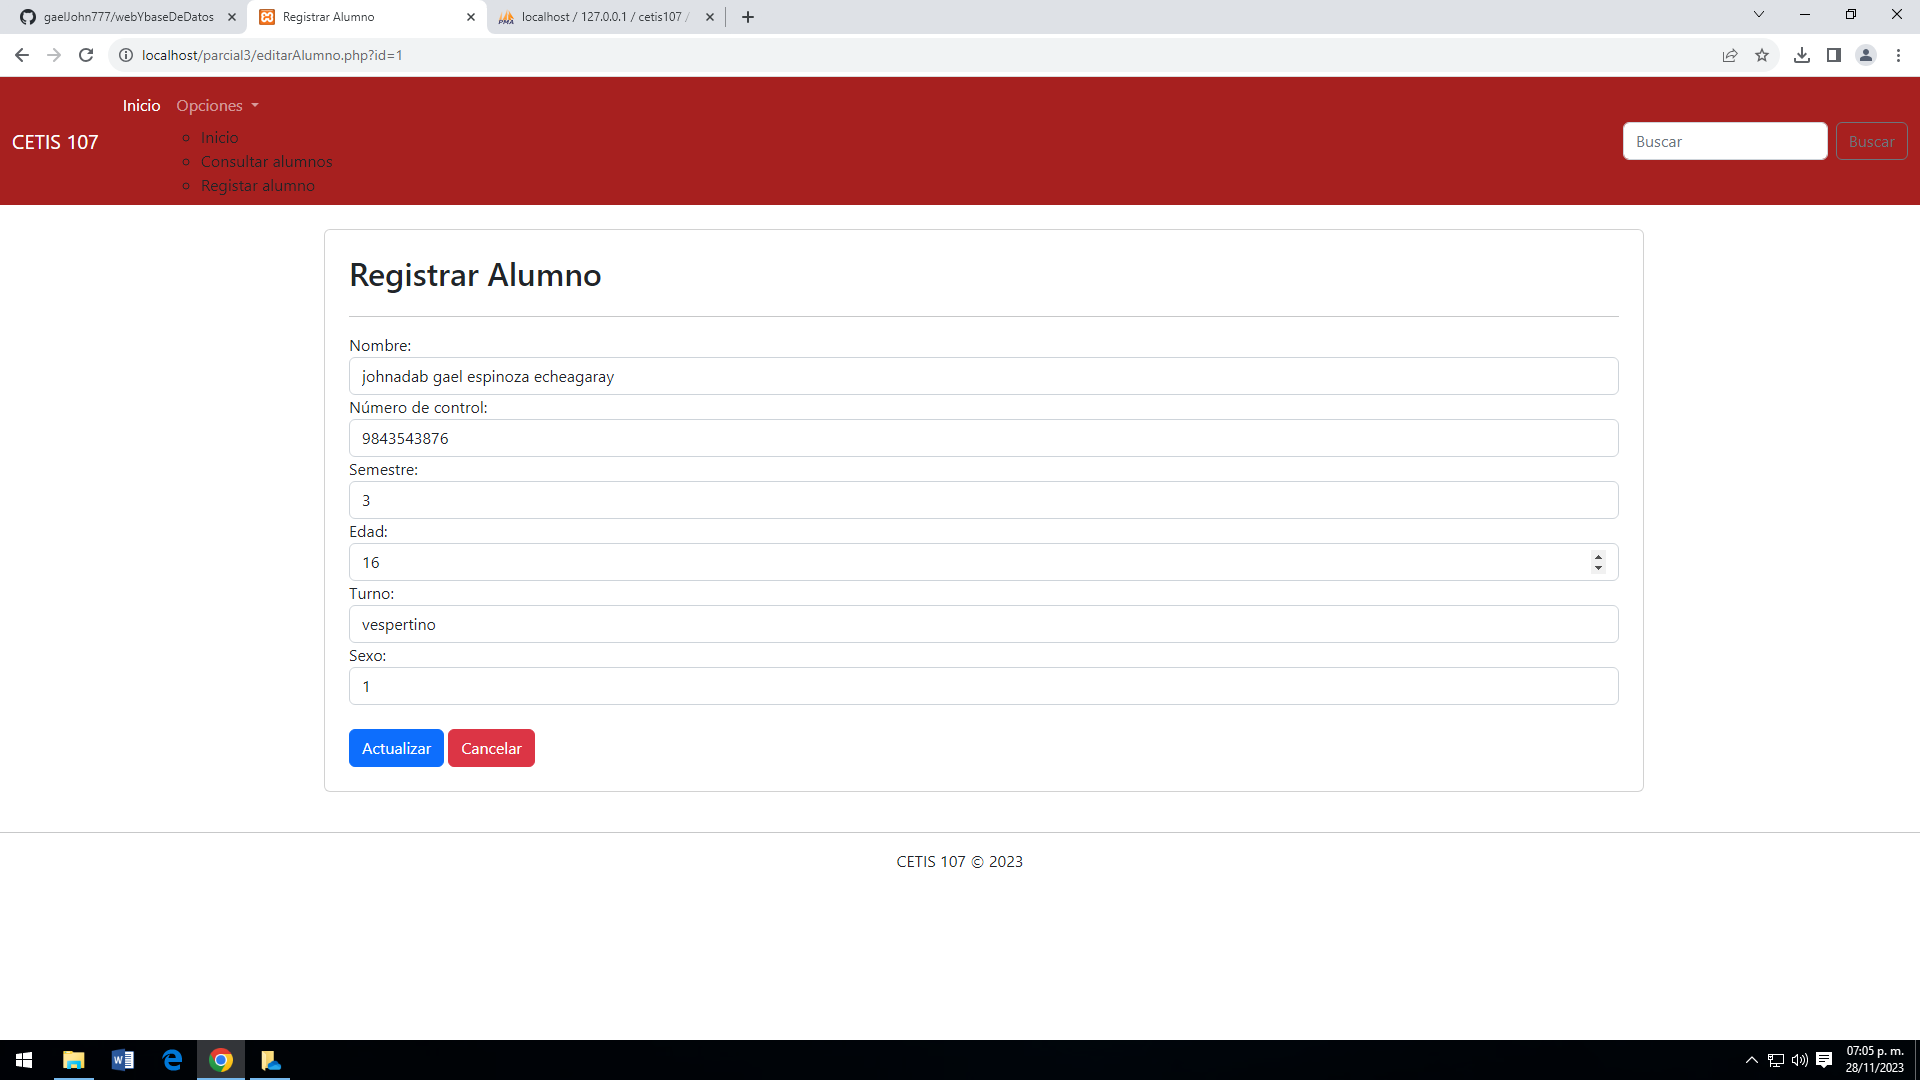 gaelJohn777/webYbaseDeDatos
Registrar Alumno
localhost / 127.0.0.1 / cetis107 /
localhost/parcial3/editarAlumno.php?id=1
CETIS 107
Inicio
Opciones
Inicio
Consultar alumnos
Registar alumno
Buscar
Buscar
Registrar Alumno
Nombre:
johnadab gael espinoza echeagaray
Número de control:
9843543876
Semestre:
3
Edad:
16
Turno:
vespertino
Sexo:
1
Actualizar
Cancelar
CETIS 107 © 2023
07:05 p. m.
28/11/2023